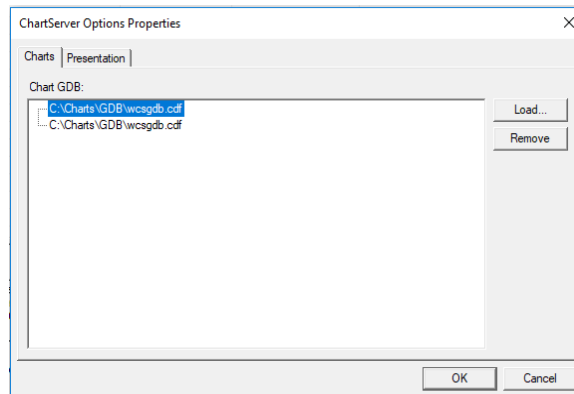 ChartServer Options Properties
Charts Presentation
Chart GDB:
C:\Charts\GDB\wcsgdb.cdf
C:\Charts\GDB\wcsgdb.cdf
Load...
Remove
OK Cancel